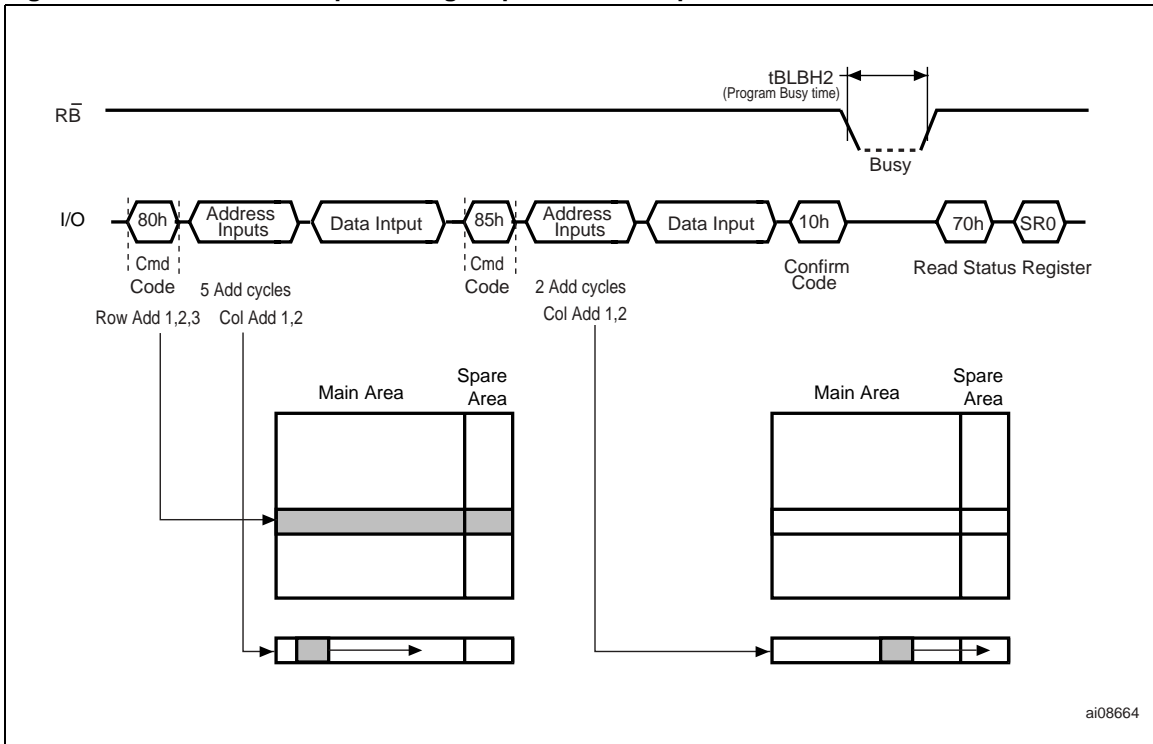 tBLBH2
(Program Busy time)
RB̅
Busy
I/O
80h
Address
Inputs
Data Intput
85h
Address
Inputs
Data Input
10h
70h
SR0
Cmd
Code
Cmd
Code
Confirm
Code
Read Status Register
5 Add cycles
2 Add cycles
Row Add 1,2,3
Col Add 1,2
Col Add 1,2
Main Area
Spare
Area
Main Area
Spare
Area
ai08664